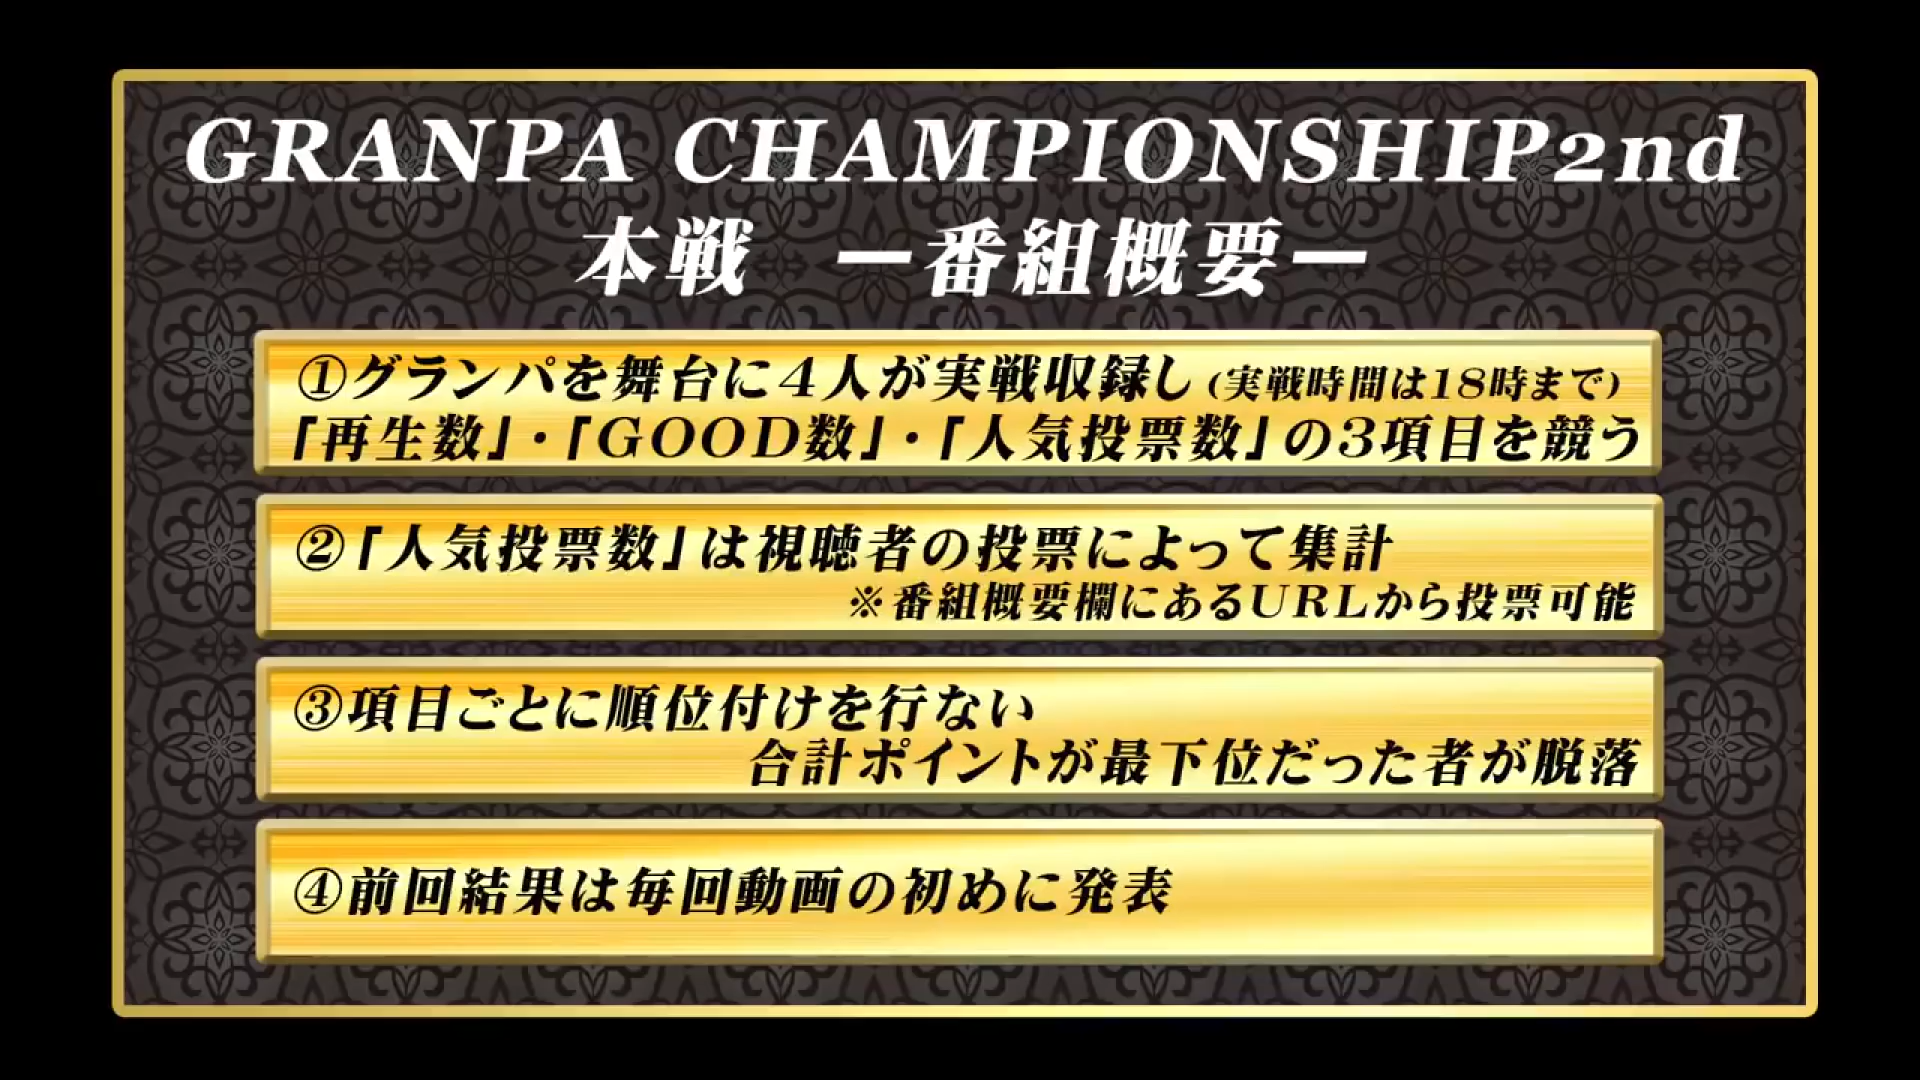 GRANPA CHAMPIONSHIP2nd
本戦 ー番組概要ー
①グランパを舞台に4人が実戦収録し(実戦時間は18時まで)
「再生数」・「GOOD数」・「人気投票数」の3項目を競う
②「人気投票数」は視聴者の投票によって集計
※番組概要欄にあるURLから投票可能
③項目ごとに順位付けを行ない
合計ポイントが最下位だった者が脱落
④前回結果は毎回動画の初めに発表